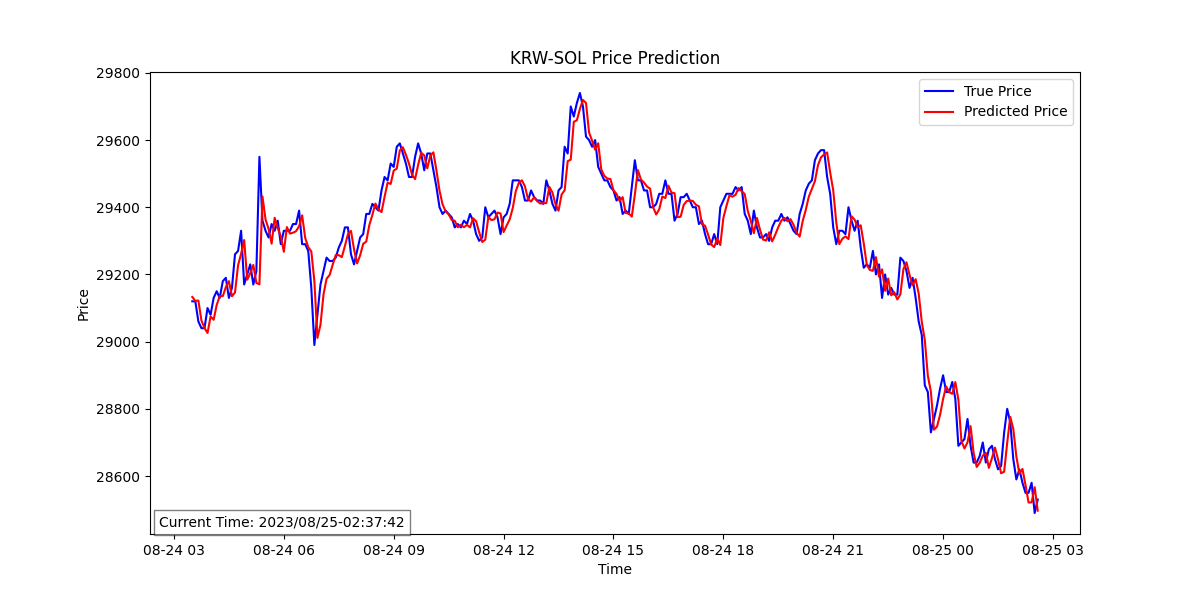 KRW-SOL Price Prediction
29800
29600
29400
29200
29000
28800
28600
Price
True Price
Predicted Price
Current Time: 2023/08/25-02:37:42
08-24 03 08-24 06 08-24 09 08-24 12 08-24 15 08-24 18 08-24 21 08-25 00 08-25 03
Time